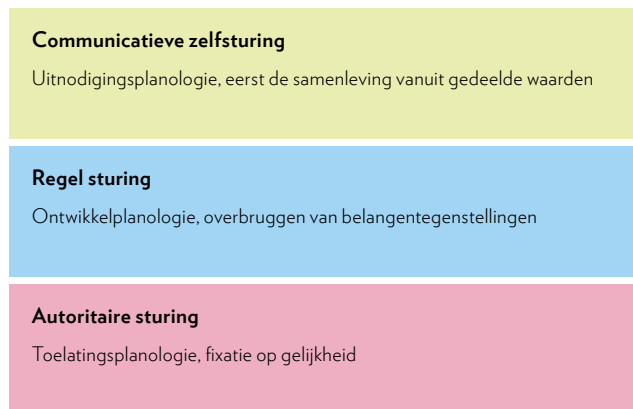 Communicatieve zelfsturing
Uitnodigingsplanologie, eerst de samenleving vanuit gedeelde waarden
Regel sturing
Ontwikkelplanologie, overbruggen van belangentegenstellingen
Autoritaire sturing
Toelatingsplanologie, fixatie op gelijkheid